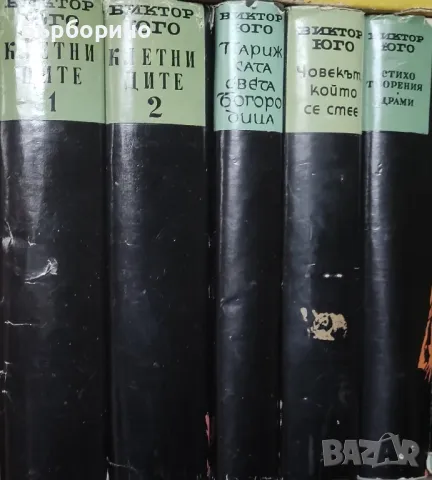 ВИКТОР
ЮГО
КЛЕТНИ
ЦИТЕ
1
ВИКТОР
ЮГО
КЛЕТНИ
ЦИТЕ
2
ВИКТОР
ЮГО
ПАРИЖ
КАТА
СВЕТА
БОГОРО
ДИЦА
ВИКТОР
ЮГО
ЧОВЕКЪТ,
КОЙТО
СЕ СМЕЕ
ВИКТОР
ЮГО
СТИХО
ТВОРЕНИЯ
ДРАМИ
Борборино
BAZAR